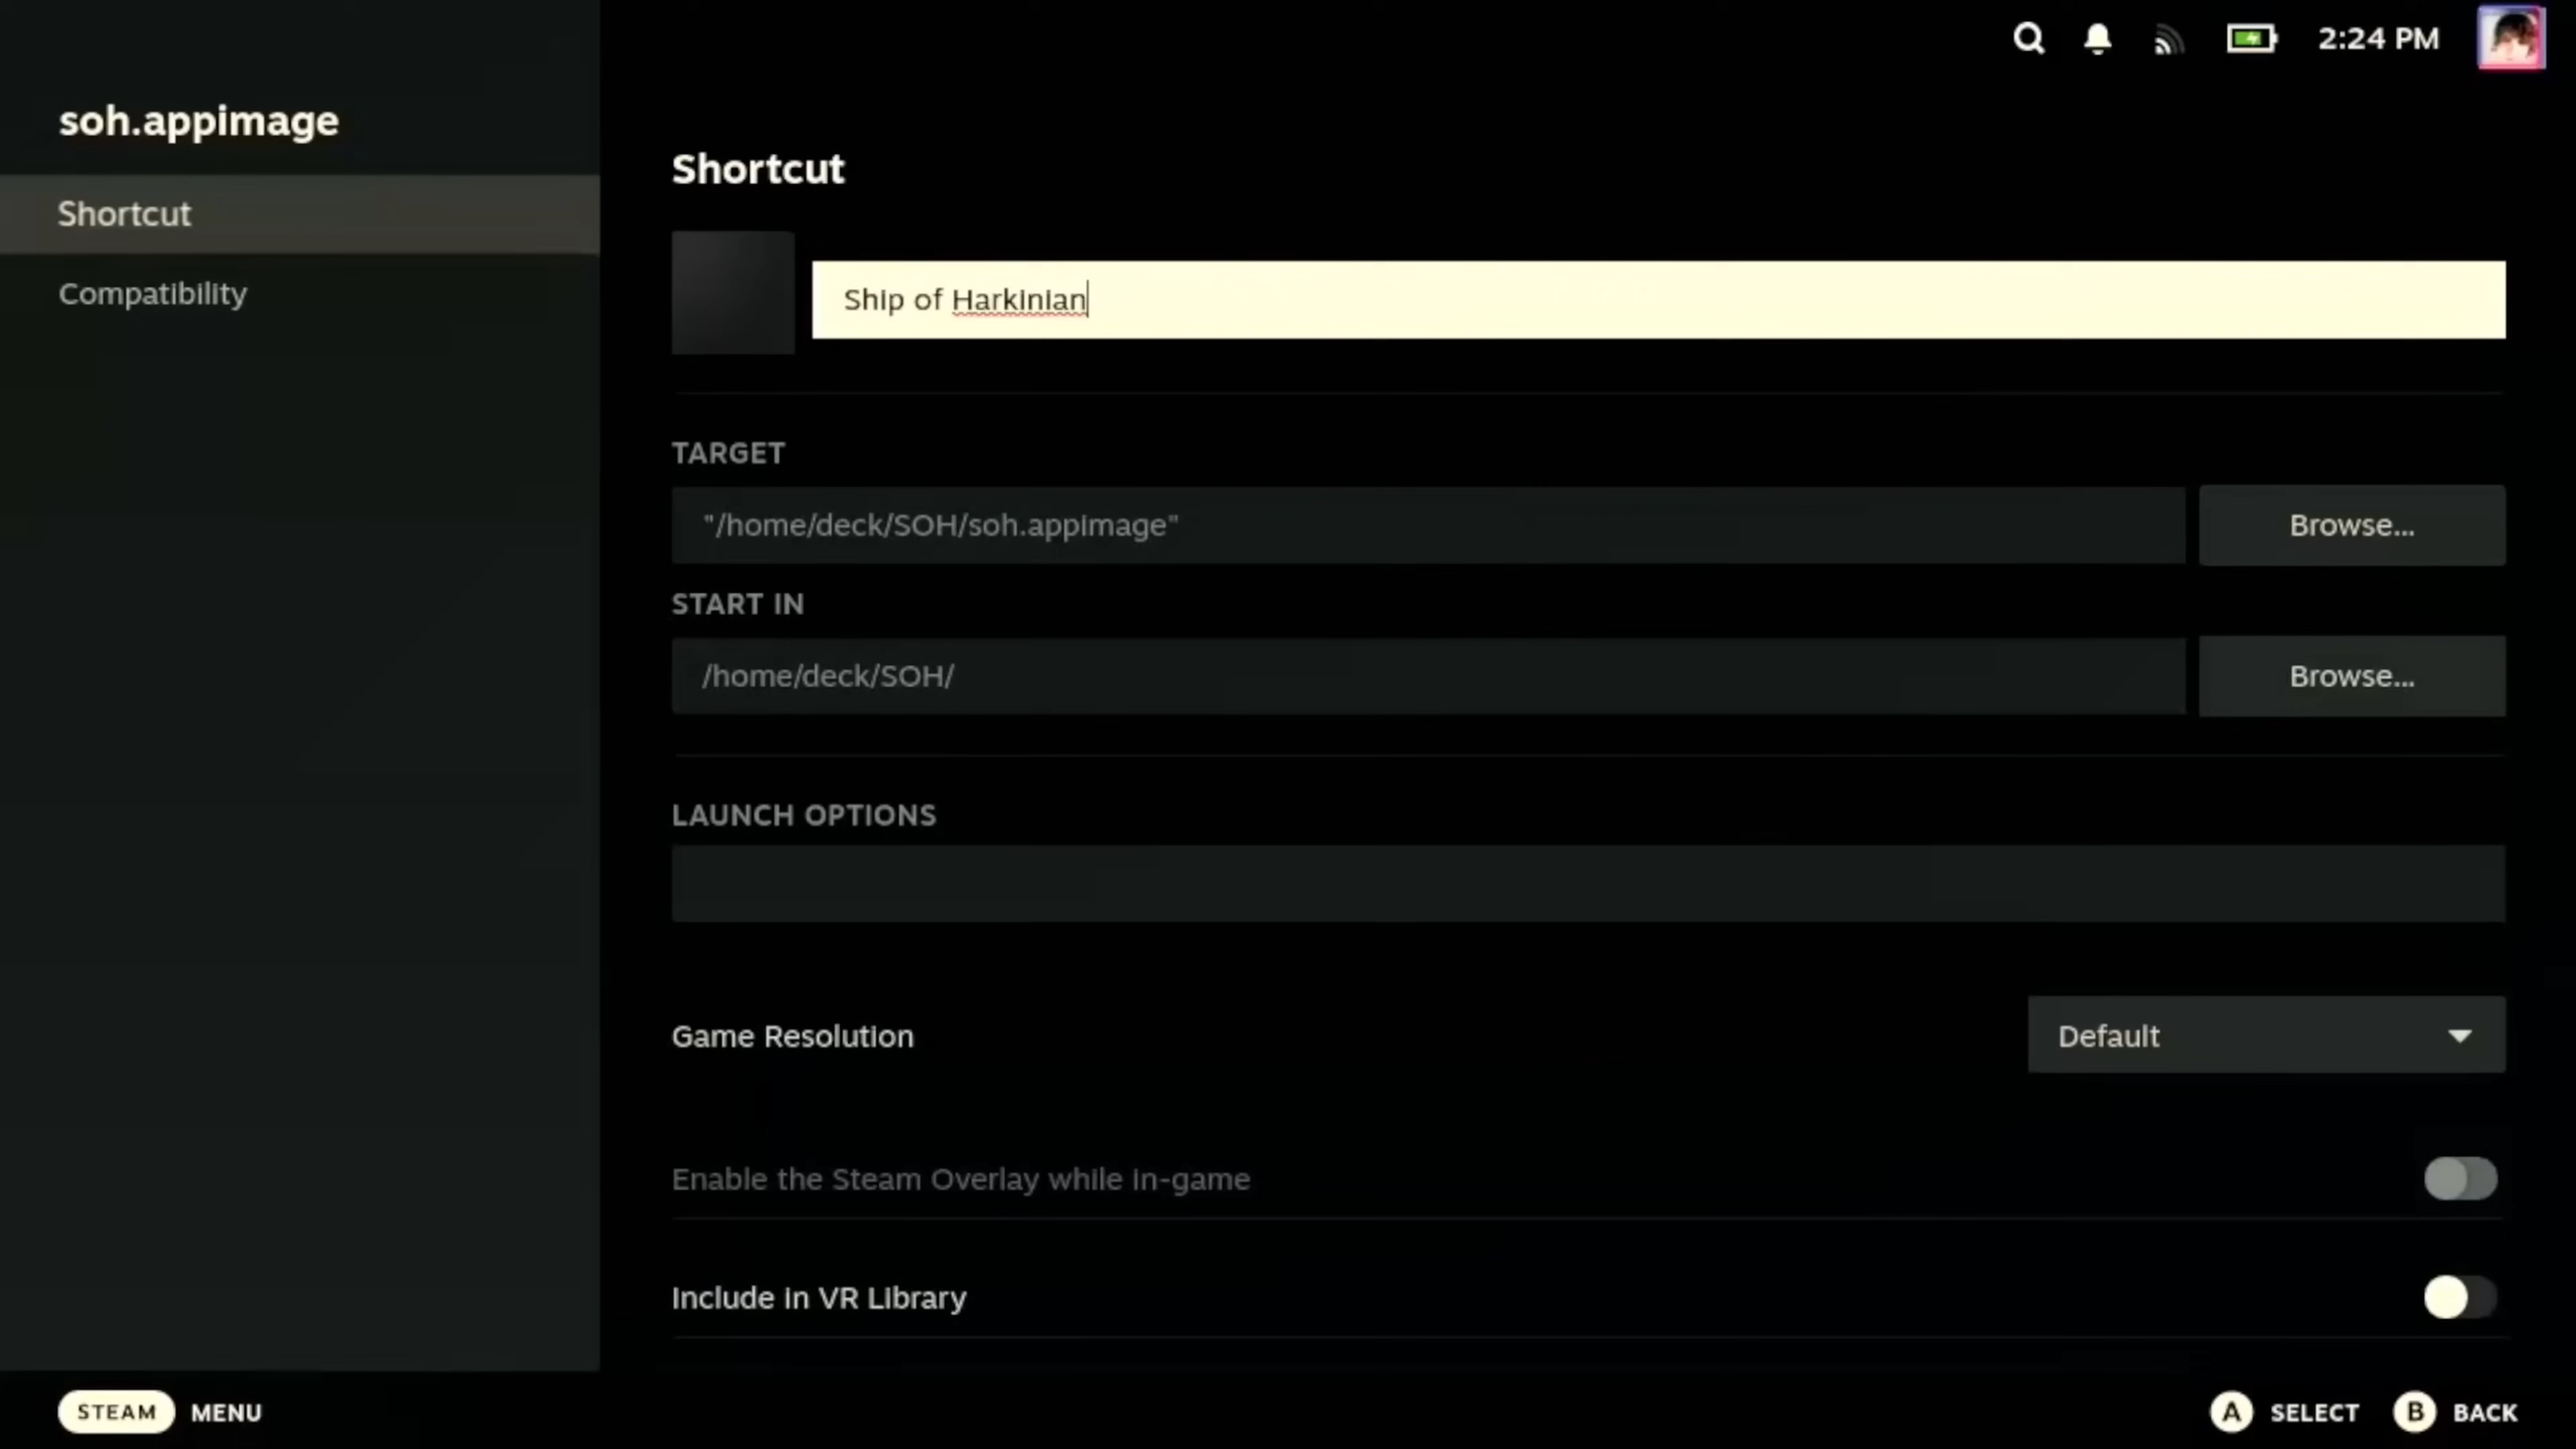 2:24 PM
soh.appimage
Shortcut
Compatibility
Shortcut
Ship of Harkinian
TARGET
"/home/deck/SOH/soh.appimage"
Browse...
START IN
/home/deck/SOH/
Browse...
LAUNCH OPTIONS
Game Resolution
Default
Enable the Steam Overlay while in-game
Include in VR Library
STEAM MENU
A SELECT B BACK